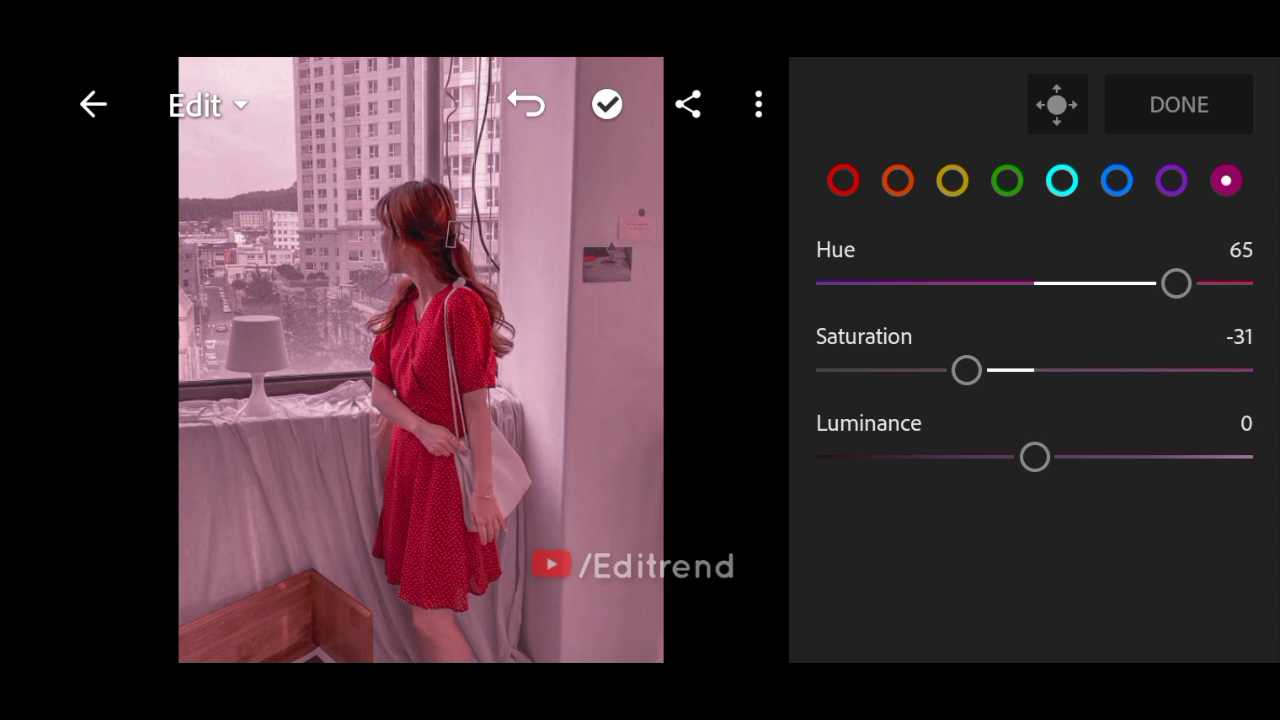 Edit
DONE
Hue 65
Saturation -31
Luminance 0
/Editrend